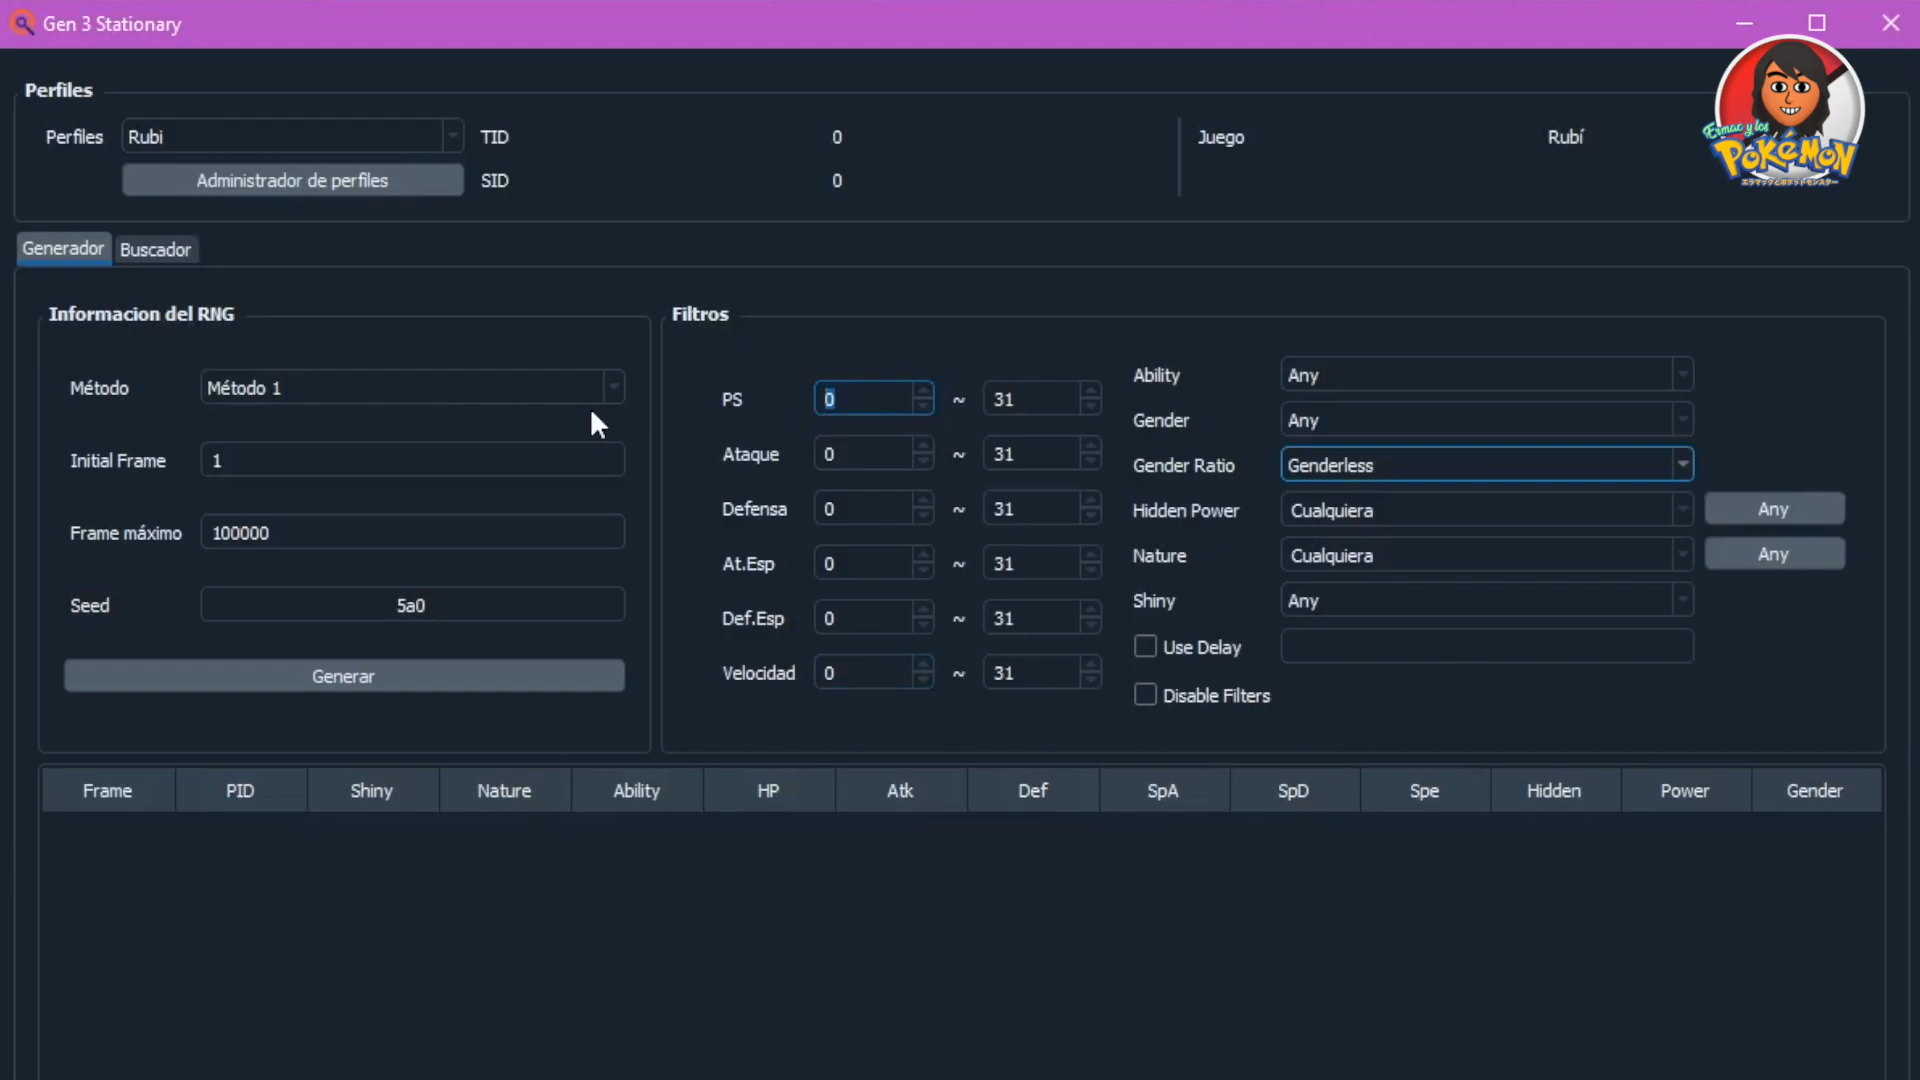 Gen 3 Stationary
Perfiles
Perfiles Rubi TID 0 Juego Rubí
Administrador de perfiles SID 0
Ermac y los
POKÉMON
Generador Buscador
Informacion del RNG
Método Método 1
Initial Frame 1
Frame máximo 100000
Seed 5a0
Generar
Filtros
PS 0 ~ 31
Ataque 0 ~ 31
Defensa 0 ~ 31
At.Esp 0 ~ 31
Def.Esp 0 ~ 31
Velocidad 0 ~ 31
Ability Any
Gender Any
Gender Ratio Genderless
Hidden Power Cualquiera Any
Nature Cualquiera Any
Shiny Any
Use Delay
Disable Filters
Frame PID Shiny Nature Ability HP Atk Def SpA SpD Spe Hidden Power Gender